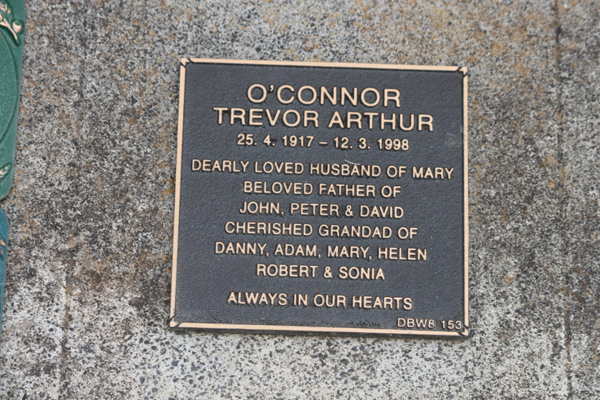 O'CONNOR
TREVOR ARTHUR
25. 4. 1917 – 12. 3. 1998
DEARLY LOVED HUSBAND OF MARY
BELOVED FATHER OF
JOHN, PETER & DAVID
CHERISHED GRANDAD OF
DANNY, ADAM, MARY, HELEN
ROBERT & SONIA
ALWAYS IN OUR HEARTS
DBW8 153